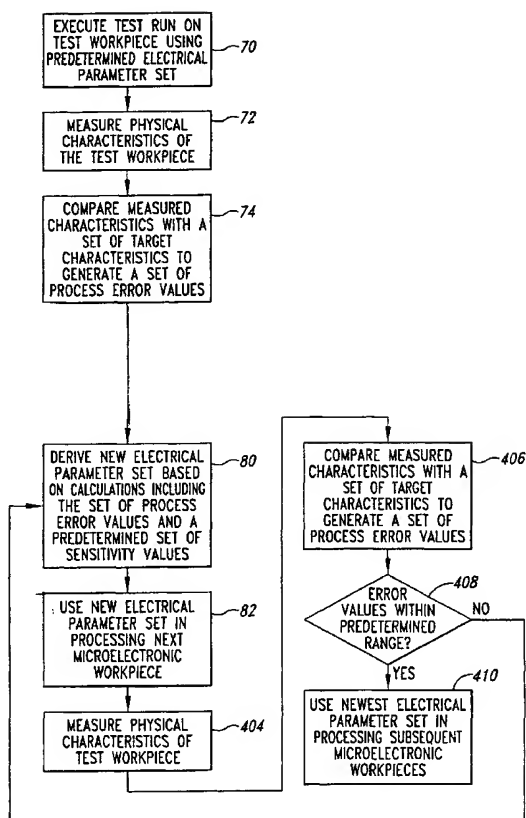 EXECUTE TEST RUN ON
TEST WORKPIECE USING
PREDETERMINED ELECTRICAL
PARAMETER SET
70
MEASURE PHYSICAL
CHARACTERISTICS OF
THE TEST WORKPIECE
72
COMPARE MEASURED
CHARACTERISTICS WITH A
SET OF TARGET
CHARACTERISTICS TO
GENERATE A SET OF
PROCESS ERROR VALUES
74
DERIVE NEW ELECTRICAL
PARAMETER SET BASED
ON CALCULATIONS INCLUDING
THE SET OF PROCESS
ERROR VALUES AND A
PREDETERMINED SET OF
SENSITIVITY VALUES
80
USE NEW ELECTRICAL
PARAMETER SET IN
PROCESSING NEXT
MICROELECTRONIC
WORKPIECE
82
MEASURE PHYSICAL
CHARACTERISTICS OF
TEST WORKPIECE
404
COMPARE MEASURED
CHARACTERISTICS WITH A
SET OF TARGET
CHARACTERISTICS TO
GENERATE A SET OF
PROCESS ERROR VALUES
406
ERROR
VALUES WITHIN
PREDETERMINED
RANGE?
408
NO
YES
USE NEWEST ELECTRICAL
PARAMETER SET IN
PROCESSING SUBSEQUENT
MICROELECTRONIC
WORKPIECES
410